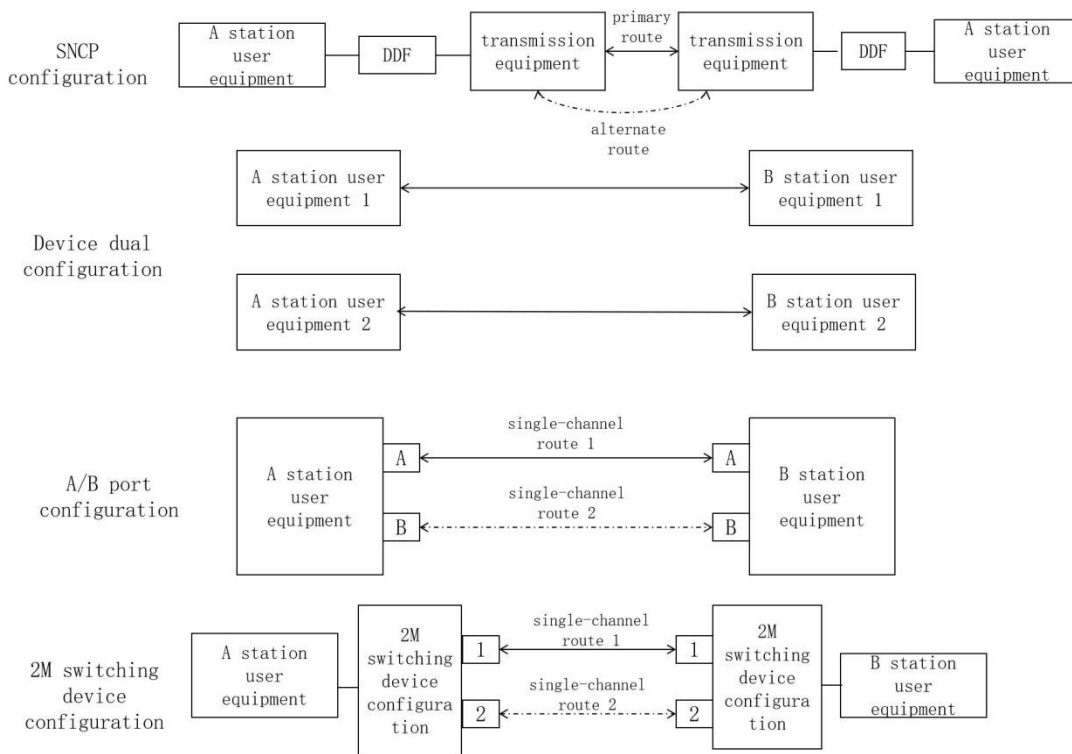 SNCP
configuration
A station
user
equipment
DDF
transmission
equipment
primary
route
transmission
equipment
DDF
A station
user
equipment
alternate
route
Device dual
configuration
A station user
equipment 1
B station user
equipment 1
A station user
equipment 2
B station user
equipment 2
A/B port
configuration
A station
user
equipment
A
B
single-channel
route 1
single-channel
route 2
A
B
B station
user
equipment
2M switching
device
configuration
A station
user
equipment
2M
switching
device
configura
tion
1
2
single-channel
route 1
single-channel
route 2
1
2
2M
switching
device
configura
tion
B station
user
equipment